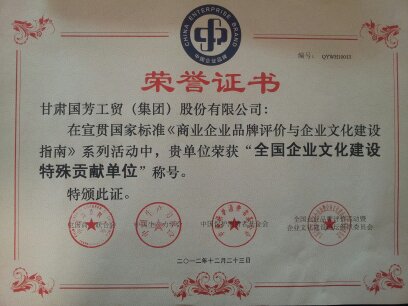 CHINA ENTERPRISE BRAND
中国企业品牌
编号：
荣誉证书
甘肃国芳工贸（集团）股份有限公司：
在宣贯国家标准《商业企业品牌评价与企业文化建设
指南》系列活动中，贵单位荣获“全国企业文化建设
特殊贡献单位”称号。
特颁此证。
二〇一二年十二月二十三日